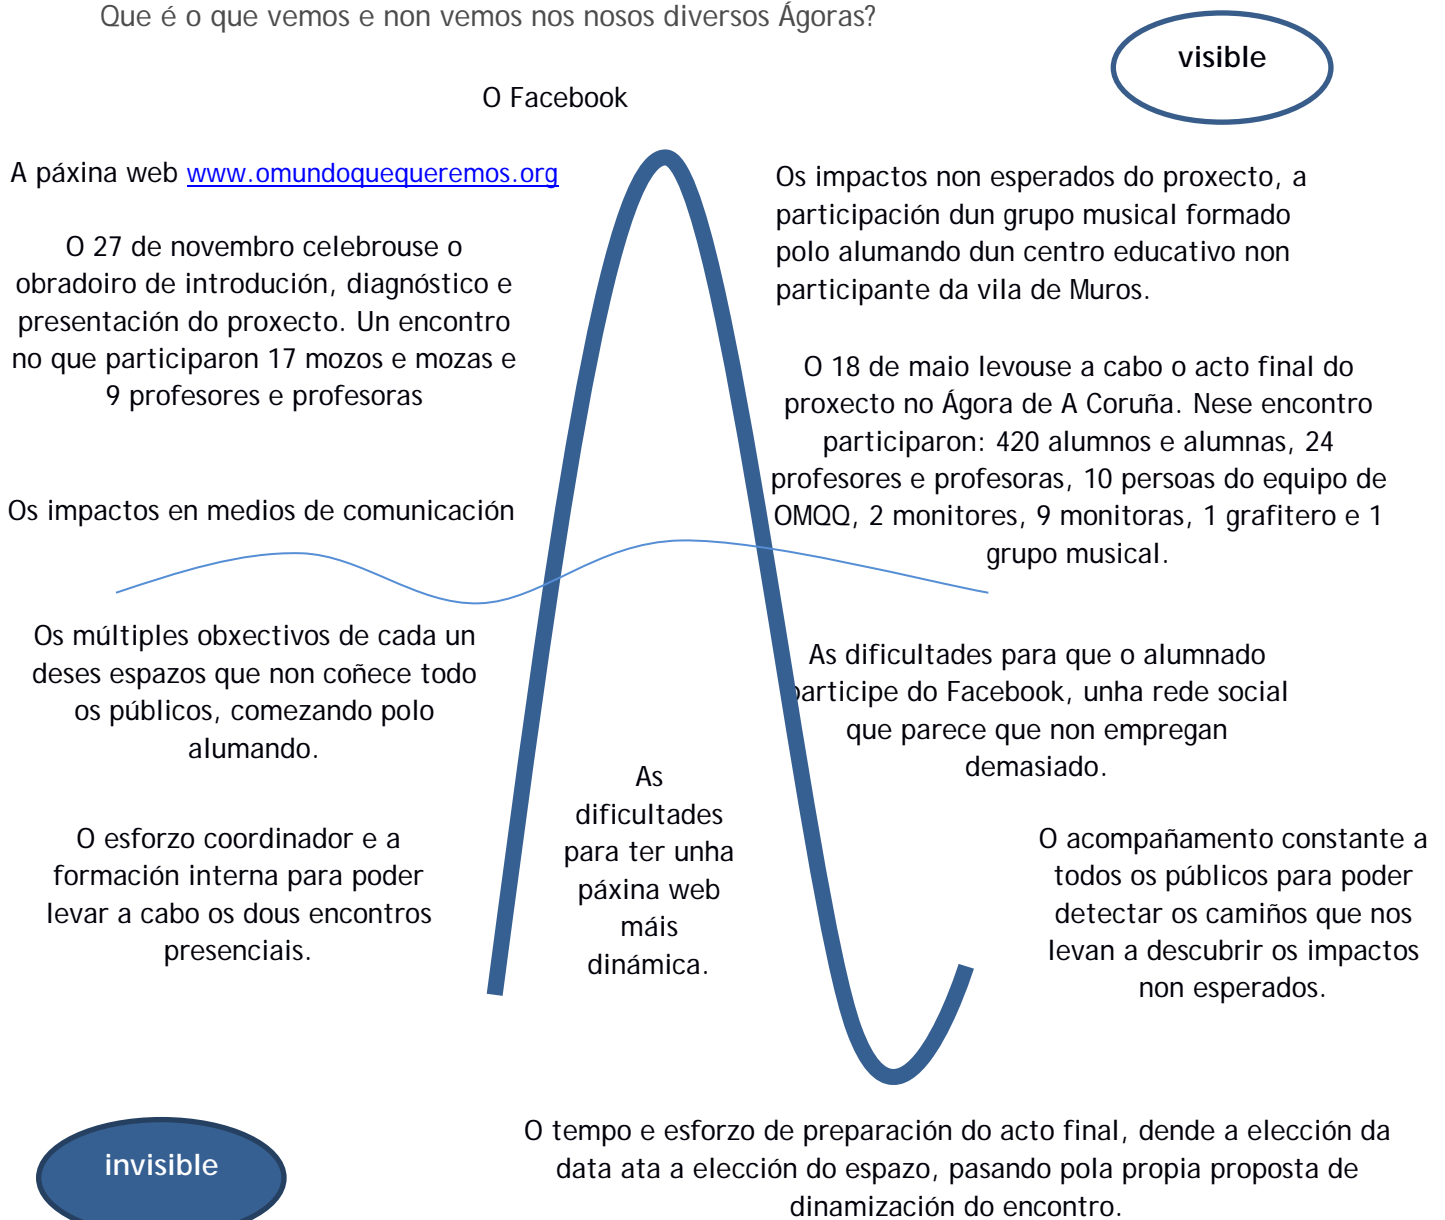 Que é o que vemos e non vemos nos nosos diversos Ágoras?
visible
O Facebook
A páxina web www.omundoquequeremos.org
O 27 de novembro celebrouse o
obradoiro de introdución, diagnóstico e
presentación do proxecto. Un encontro
no que participaron 17 mozos e mozas e
9 profesores e profesoras
Os impactos en medios de comunicación
Os impactos non esperados do proxecto, a
participación dun grupo musical formado
polo alumando dun centro educativo non
participante da vila de Muros.
O 18 de maio levouse a cabo o acto final do
proxecto no Ágora de A Coruña. Nese encontro
participaron: 420 alumnos e alumnas, 24
profesores e profesoras, 10 persoas do equipo de
OMQQ, 2 monitores, 9 monitoras, 1 grafitero e 1
grupo musical.
Os múltiples obxectivos de cada un
deses espazos que non coñece todo
os públicos, comezando polo
alumando.
O esforzo coordinador e a
formación interna para poder
levar a cabo os dous encontros
presenciais.
As
dificultades
para ter unha
páxina web
máis
dinámica.
As dificultades para que o alumnado
participe do Facebook, unha rede social
que parece que non empregan
demasiado.
O acompañamento constante a
todos os públicos para poder
detectar os camiños que nos
levan a descubrir os impactos
non esperados.
invisible
O tempo e esforzo de preparación do acto final, dende a elección da
data ata a elección do espazo, pasando pola propia proposta de
dinamización do encontro.